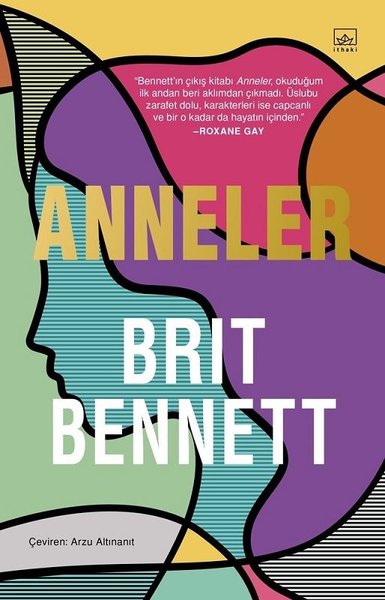 ithaki
“Bennett’ın çıkış kitabı Anneler, okuduğum
ilk andan beri aklımdan çıkmadı. Üslubu
zarafet dolu, karakterleri ise capcanlı
ve bir o kadar da hayatın içinden.”
–ROXANE GAY
ANNELER
BRIT
BENNETT
Çeviren: Arzu Altınanıt